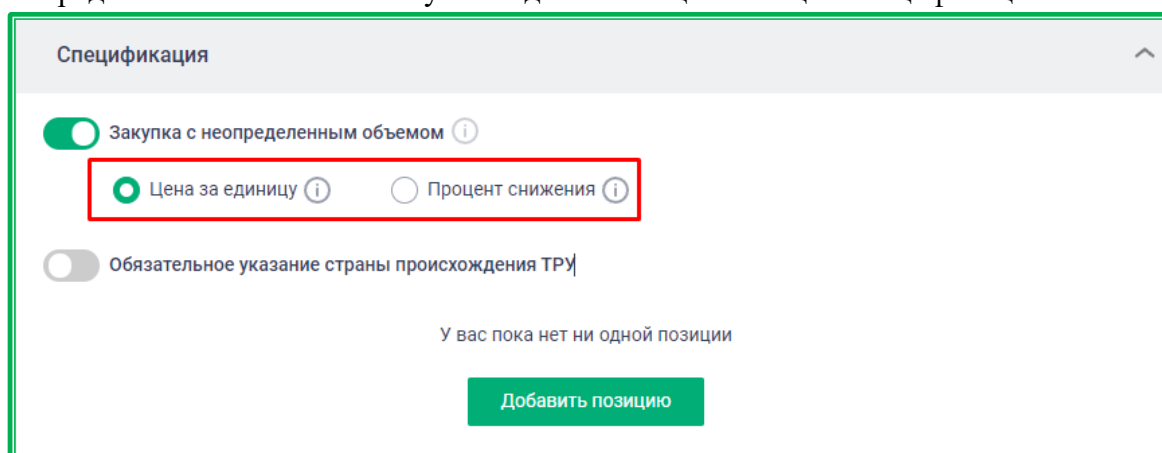 Спецификация
Закупка с неопределенным объемом
Цена за единицу
Процент снижения
Обязательное указание страны происхождения ТРУ
У вас пока нет ни одной позиции
Добавить позицию